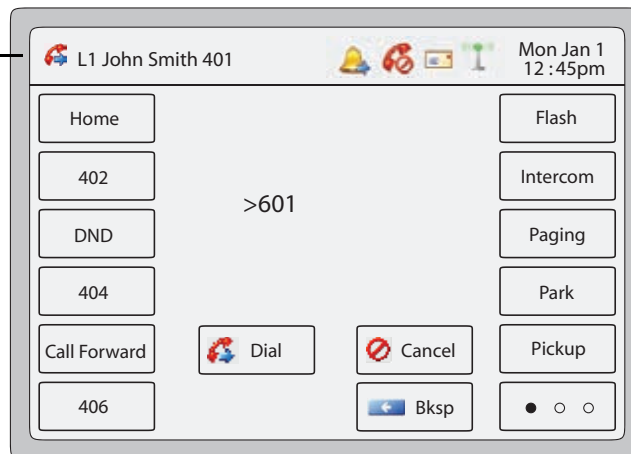 L1 John Smith 401
Mon Jan 1
12:45pm
Home
Flash
402
Intercom
>601
DND
Paging
404
Park
Call Forward
Dial
Cancel
Pickup
406
Bksp